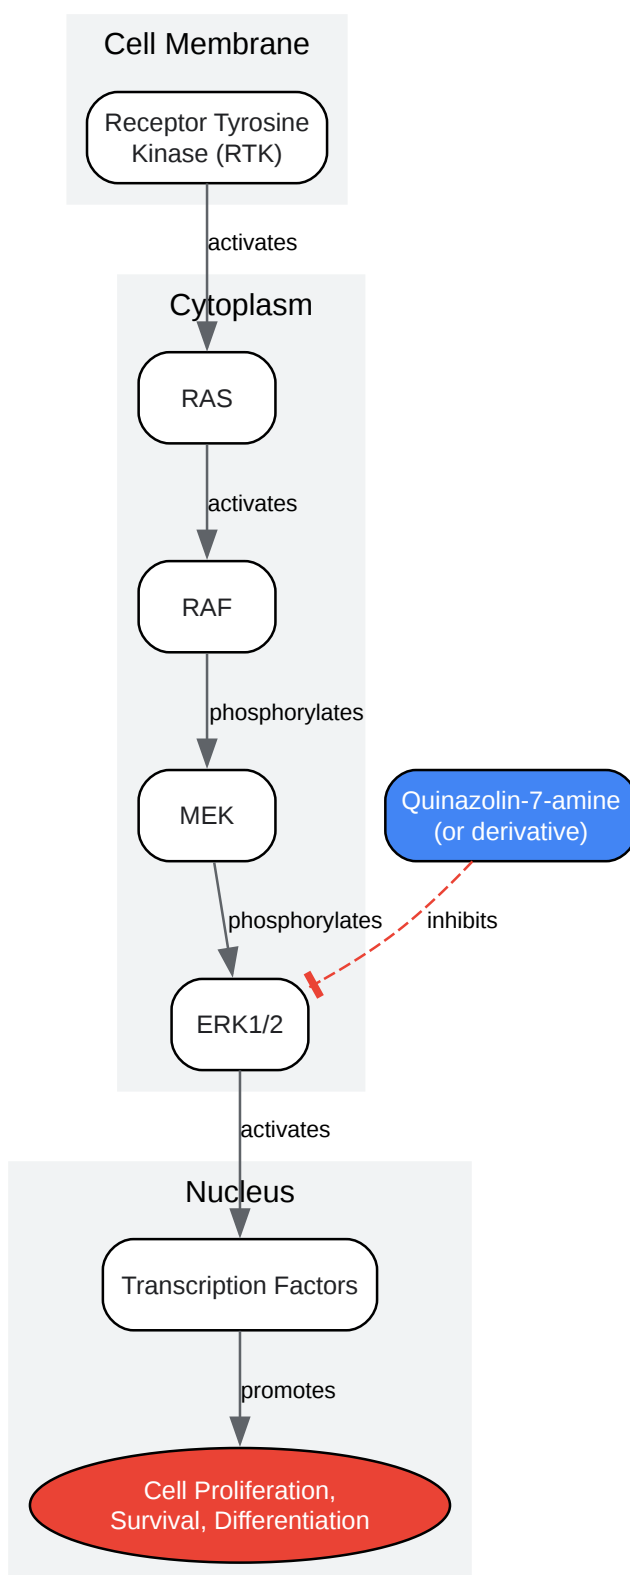 Cell Membrane
Receptor Tyrosine
Kinase (RTK)
activates
Cytoplasm
RAS
activates
RAF
phosphorylates
MEK
Quinazolin-7-amine
(or derivative)
phosphorylates
inhibits
ERK1/2
activates
Nucleus
Transcription Factors
promotes
Cell Proliferation,
Survival, Differentiation